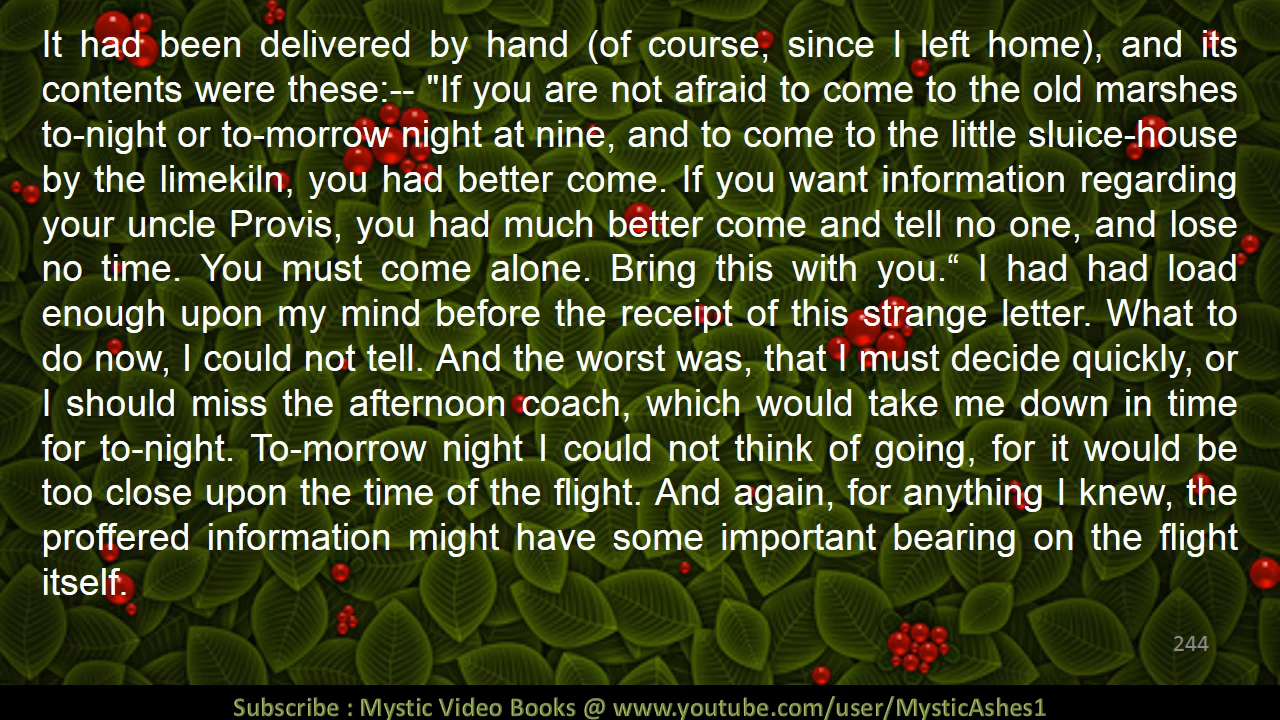 It had been delivered by hand (of course, since I left home), and its
contents were these:-- "If you are not afraid to come to the old marshes
to-night or to-morrow night at nine, and to come to the little sluice-house
by the limekiln, you had better come. If you want information regarding
your uncle Provis, you had much better come and tell no one, and lose
no time. You must come alone. Bring this with you.“ I had had load
enough upon my mind before the receipt of this strange letter. What to
do now, I could not tell. And the worst was, that I must decide quickly, or
I should miss the afternoon coach, which would take me down in time
for to-night. To-morrow night I could not think of going, for it would be
too close upon the time of the flight. And again, for anything I knew, the
proffered information might have some important bearing on the flight
itself.
244
Subscribe : Mystic Video Books @ www.youtube.com/user/MysticAshes1